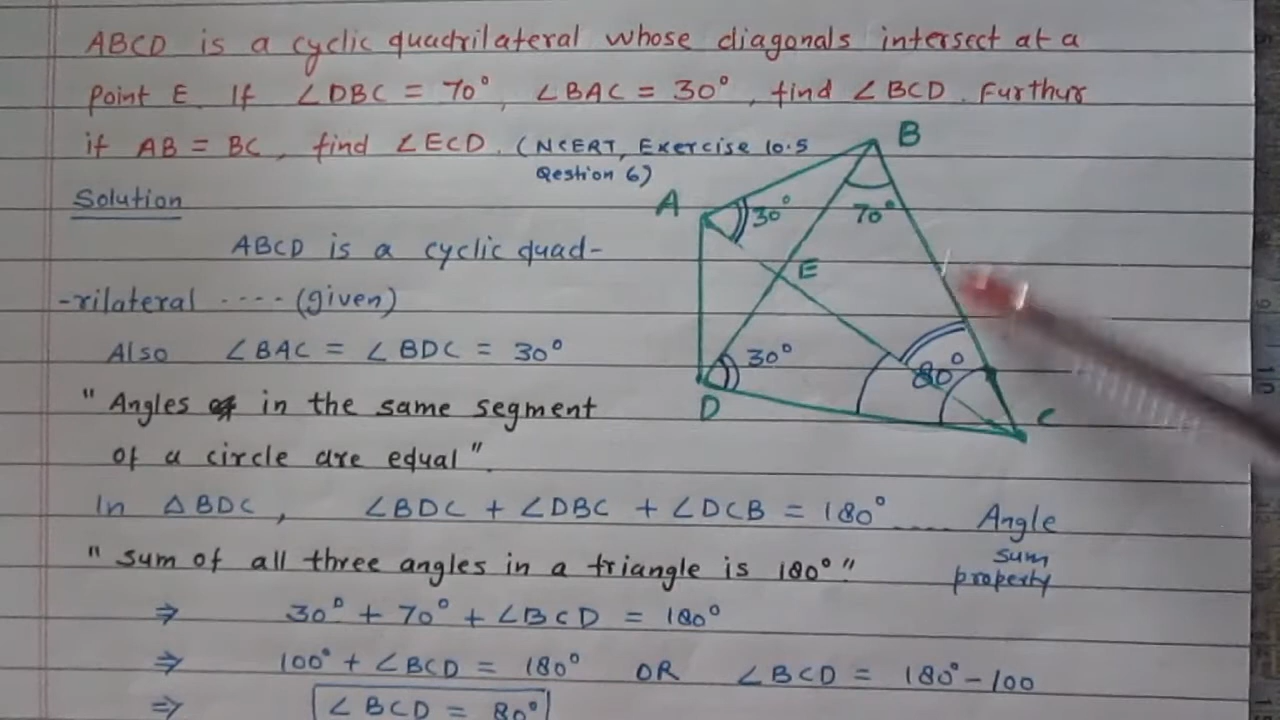 ABCD is a cyclic quadrilateral whose diagonals intersect at a
point E. If ∠DBC = 70°, ∠BAC = 30°, find ∠BCD. Further
if AB = BC, find ∠ECD. (NCERT, Exercise 10.5
Qestion 6)
Solution
ABCD is a cyclic quad-
-rilateral ---- (given)
Also ∠BAC = ∠BDC = 30°
"Angles in the same segment
of a circle are equal".
In △BDC, ∠BDC + ∠DBC + ∠DCB = 180° ..... Angle
sum
property
"sum of all three angles in a triangle is 180°".
⇒ 30° + 70° + ∠BCD = 180°
⇒ 100° + ∠BCD = 180° OR ∠BCD = 180° - 100
⇒ ∠BCD = 80°
B
A
30°
70°
E
30°
80°
D
C
9
10